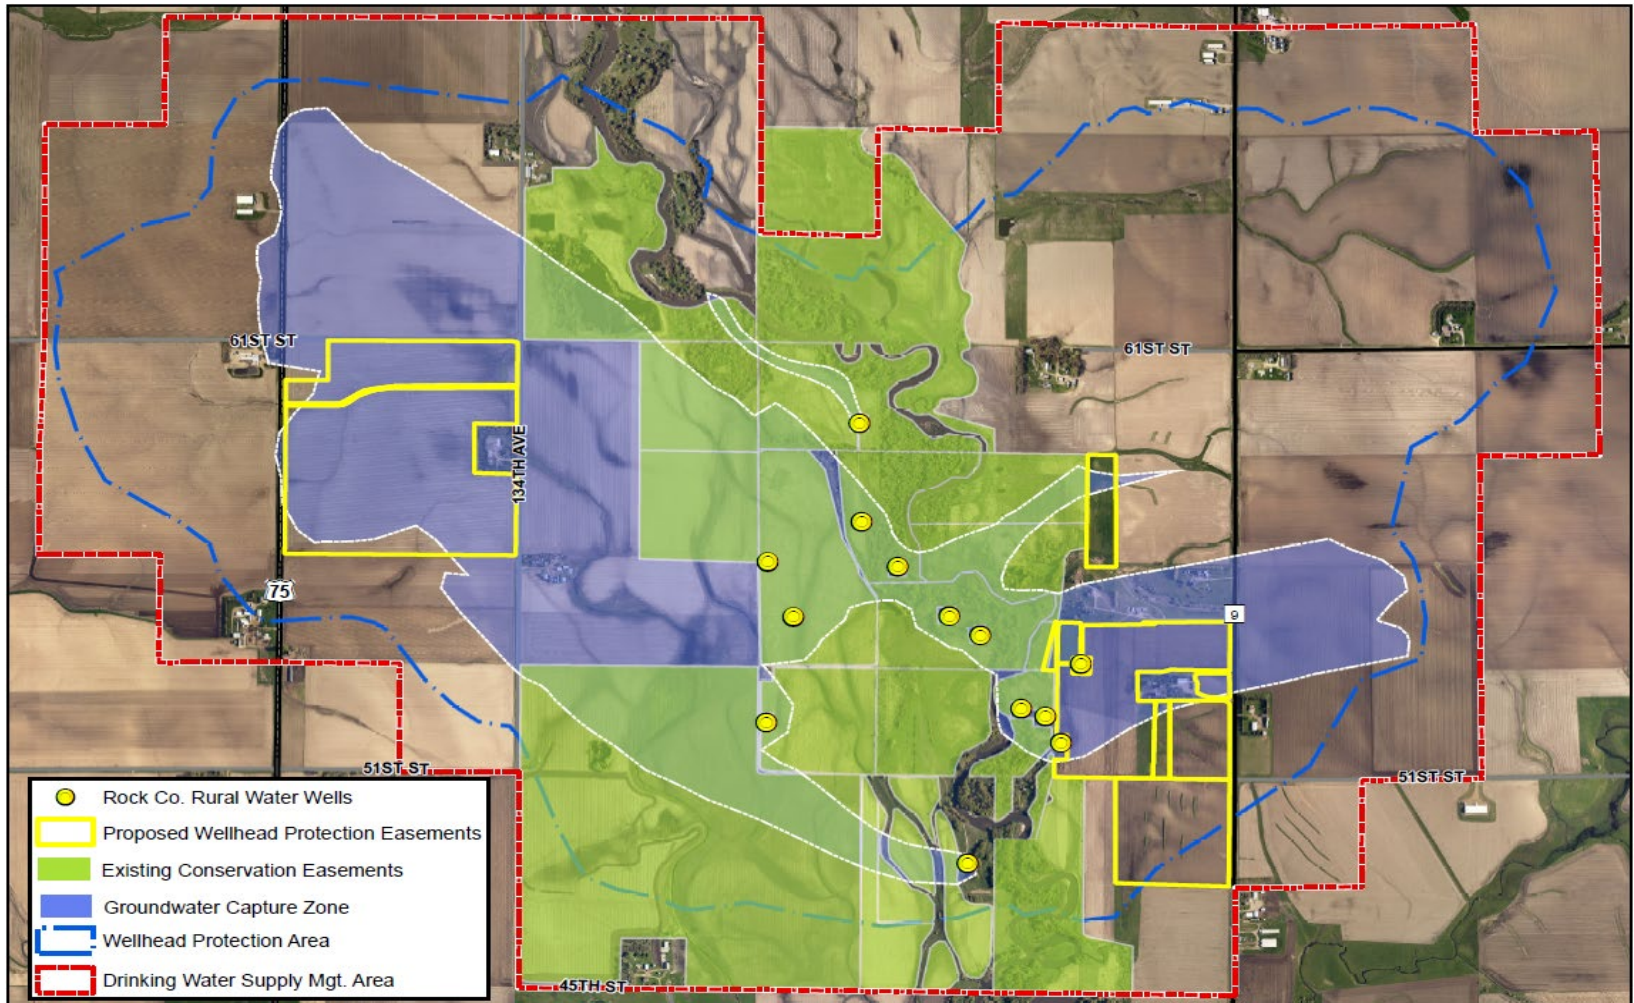 61ST ST
61ST ST
134TH AVE
75
9
51ST ST
51ST ST
45TH ST
Rock Co. Rural Water Wells
Proposed Wellhead Protection Easements
Existing Conservation Easements
Groundwater Capture Zone
Wellhead Protection Area
Drinking Water Supply Mgt. Area